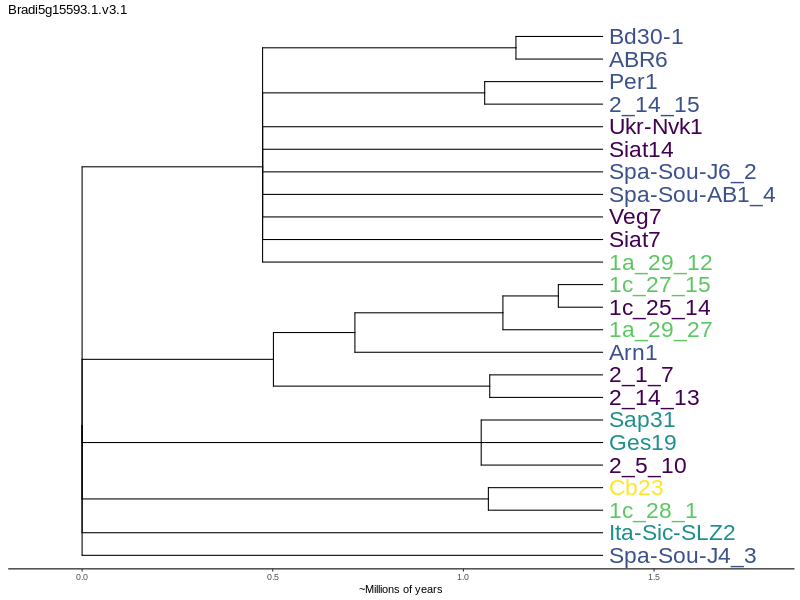 Bradi5g15593.1.v3.1
Bd30-1
ABR6
Per1
2_14_15
Ukr-Nvk1
Siat14
Spa-Sou-J6_2
Spa-Sou-AB1_4
Veg7
Siat7
1a_29_12
1c_27_15
1c_25_14
1a_29_27
Arn1
2_1_7
2_14_13
Sap31
Ges19
2_5_10
Cb23
1c_28_1
Ita-Sic-SLZ2
Spa-Sou-J4_3
0.0 0.5 1.0 1.5
~Millions of years